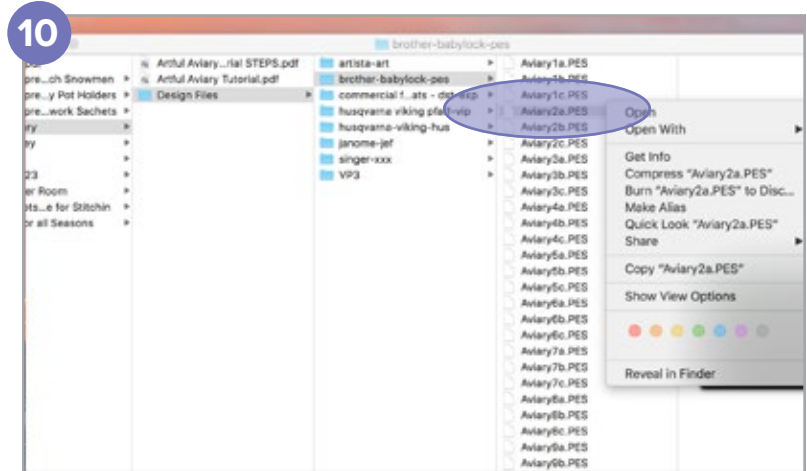 10
brother-babylock-pes
pre...ch Snowmen
pre...y Pot Holders
pre...work Sachets
ry
ey
23
er Room
ots...e for Stitchin
or all Seasons
Artful Aviary...rial STEPS.pdf
Artful Aviary Tutorial.pdf
Design Files
artista-art
brother-babylock-pes
commercial f...ats - dst-exp
husqvarna viking pfaff-vip
husqvarna-viking-hus
janome-jef
singer-xxx
VP3
Aviary1a.PES
Aviary1b.PES
Aviary1c.PES
Aviary2a.PES
Aviary2b.PES
Aviary2c.PES
Aviary3a.PES
Aviary3b.PES
Aviary3c.PES
Aviary4a.PES
Aviary4b.PES
Aviary4c.PES
Aviary5a.PES
Aviary5b.PES
Aviary5c.PES
Aviary6a.PES
Aviary6b.PES
Aviary6c.PES
Aviary7a.PES
Aviary7b.PES
Aviary7c.PES
Aviary8a.PES
Aviary8b.PES
Aviary8c.PES
Aviary9a.PES
Aviary9b.PES
Open
Open With
Get Info
Compress "Aviary2a.PES"
Burn "Aviary2a.PES" to Disc...
Make Alias
Quick Look "Aviary2a.PES"
Share
Copy "Aviary2a.PES"
Show View Options
Reveal in Finder